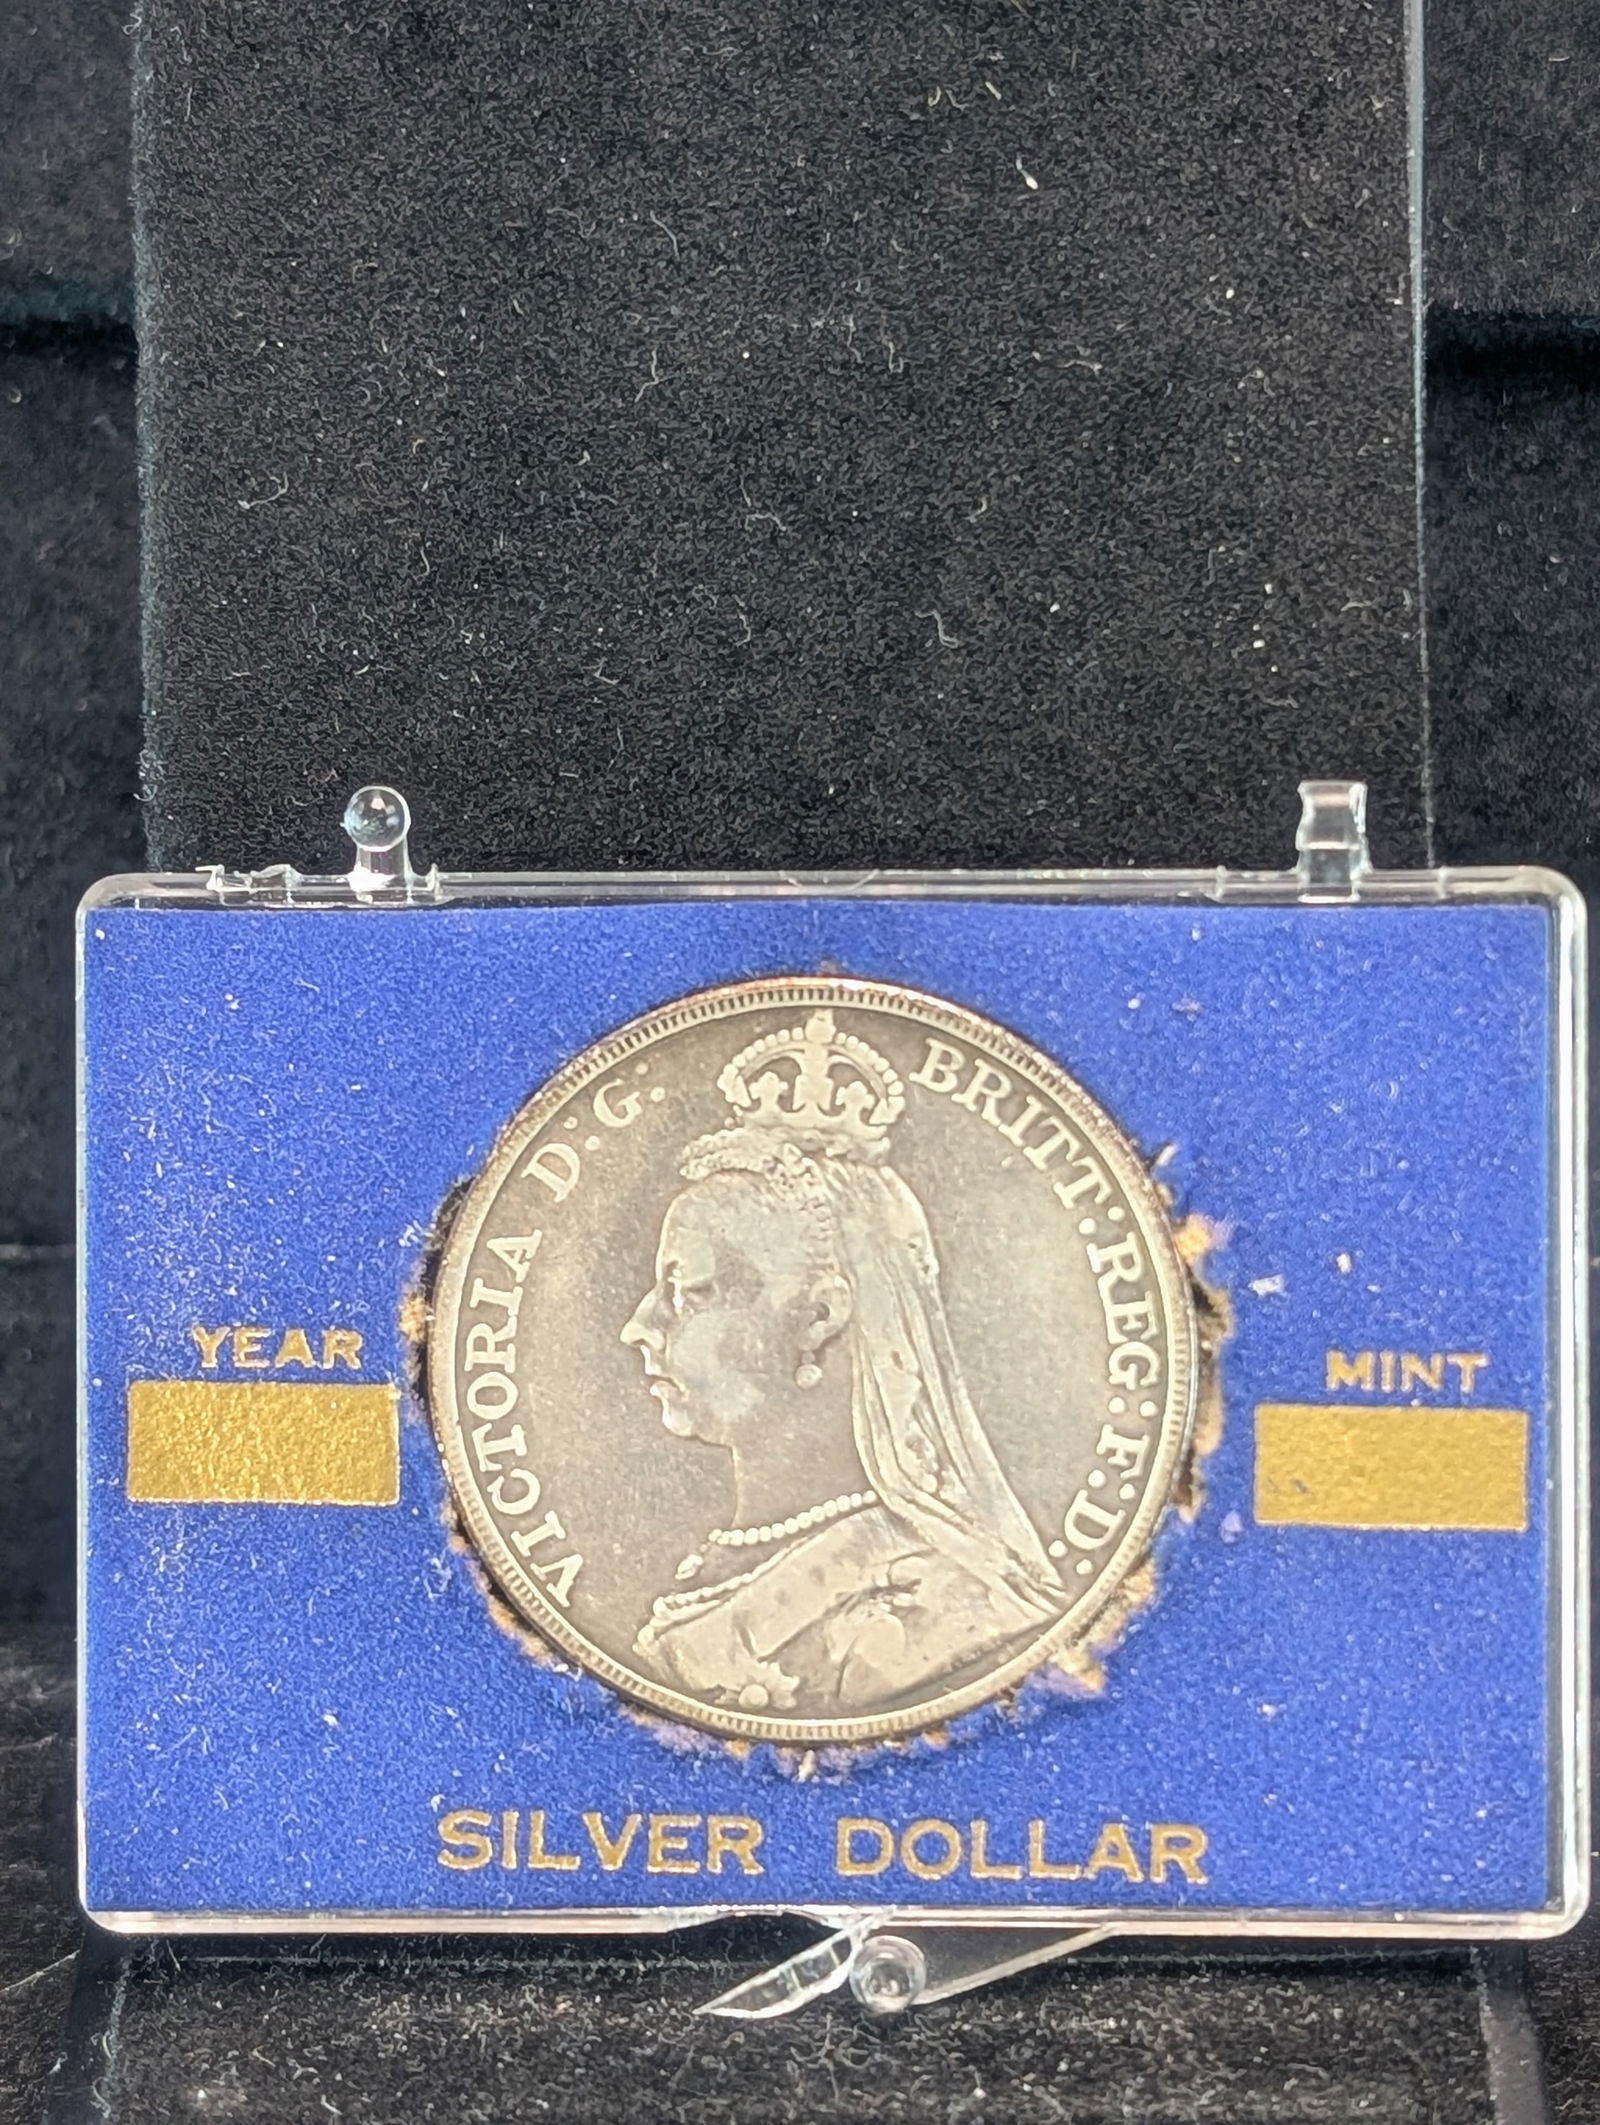 VICTORIA D: G: BRITT: REG: F: D:
YEAR
MINT
SILVER DOLLAR